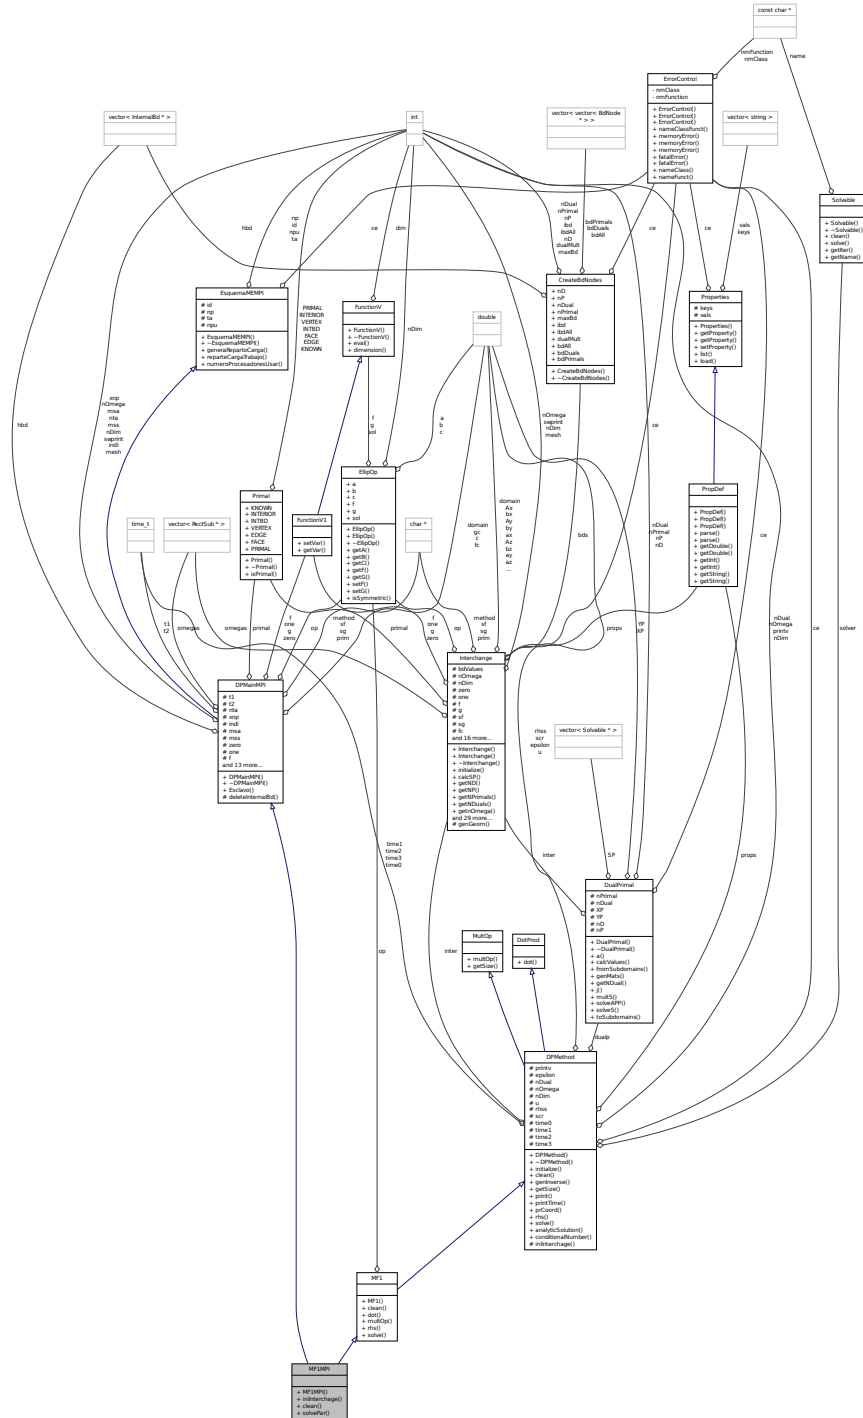 const char *
nmFunction
nmClass
name
ErrorControl
- nmClass
- nmfunction
+ ErrorControl()
+ ErrorControl()
+ ErrorControl()
+ nameClassFunct()
+ memoryError()
+ memoryError()
+ memoryError()
+ fatalError()
+ fatalError()
+ nameClass()
+ nameFunct()
vector< InternalBd * >
int
vector< vector< BdNode
* > >
vector< string >
Solvable
+ Solvable()
+ ~Solvable()
+ clean()
+ solve()
+ getIter()
+ getName()
hbd
np
id
npu
ta
ce
dim
nDual
nPrimal
nP
ibd
ibdAll
nD
dualMult
maxBd
bdPrimals
bdDuals
bdAll
ce
ce
vals
keys
EsquemaMEMPI
# id
# np
# ta
# npu
+ EsquemaMEMPI()
+ ~EsquemaMEMPI()
+ generaRepartoCarga()
+ reparteCargaTrabajo()
+ numeroProcesadoresUsar()
PRIMAL
INTERIOR
VERTEX
INTBD
FACE
EDGE
KNOWN
FunctionV
+ FunctionV()
+ ~FunctionV()
+ eval()
+ dimension()
nDim
double
CreateBdNodes
+ nD
+ nP
+ nDual
+ nPrimal
+ maxBd
+ ibd
+ ibdAll
+ dualMult
+ bdAll
+ bdDuals
+ bdPrimals
+ CreateBdNodes()
+ ~CreateBdNodes()
Properties
# keys
# vals
+ Properties()
+ getProperty()
+ getProperty()
+ setProperty()
+ list()
+ load()
hbd
xnp
nOmega
msa
nta
mss
nDim
swprint
indl
mesh
f
g
sol
a
b
c
nOmega
swprint
nDim
mesh
ce
EllipOp
+ a
+ b
+ c
+ f
+ g
+ sol
+ EllipOp()
+ EllipOp()
+ ~EllipOp()
+ getA()
+ getB()
+ getC()
+ getF()
+ getG()
+ setF()
+ setG()
+ isSymmetric()
Primal
+ KNOWN
+ INTERIOR
+ INTBD
+ VERTEX
+ EDGE
+ FACE
+ PRIMAL
+ Primal()
+ ~Primal()
+ isPrimal()
PropDef
+ PropDef()
+ PropDef()
+ PropDef()
+ parse()
+ parse()
+ getDouble()
+ getDouble()
+ getInt()
+ getInt()
+ getString()
+ getString()
time_t
vector< RectSub * >
FunctionV1
+ setVar()
+ getVar()
char *
domain
gc
c
fc
domain
Ax
bx
Ay
by
ax
Az
bz
ay
az
...
bds
nDual
nPrimal
nP
nD
ce
t1
t2
omegas
omegas
primal
f
one
g
zero
op
method
sf
sg
prim
primal
f
one
g
zero
op
method
sf
sg
prim
props
YP
XP
nDual
nOmega
printv
nDim
ce
solver
DPMainMPI
# t1
# t2
# nta
# xnp
# indl
# msa
# mss
# zero
# one
# f
and 13 more...
+ DPMainMPI()
+ ~DPMainMPI()
+ Esclavo()
# deleteInternalBd()
Interchange
# bdValues
# nOmega
# nDim
# zero
# one
# f
# g
# sf
# sg
# fc
and 16 more...
+ Interchange()
+ Interchange()
+ ~Interchange()
+ initialize()
+ calcSP()
+ getND()
+ getNP()
+ getNPrimals()
+ getNDuals()
+ getnOmega()
and 29 more...
# genGeom()
rhss
scr
epsilon
u
vector< Solvable * >
time1
time2
time3
time0
inter
SP
props
DualPrimal
# nPrimal
# nDual
# XP
# YP
# nD
# nP
+ DualPrimal()
+ ~DualPrimal()
+ a()
+ calcValues()
+ fromSubdomains()
+ genMats()
+ getNDual()
+ j()
+ multS()
+ solveAPP()
+ solveS()
+ toSubdomains()
op
inter
MultOp
+ multOp()
+ getSize()
DotProd
+ dot()
dualp
DPMethod
# printv
# epsilon
# nDual
# nOmega
# nDim
# u
# rhss
# scr
# time0
# time1
# time2
# time3
+ DPMethod()
+ ~DPMethod()
+ initialize()
+ clean()
+ genInverse()
+ getSize()
+ print()
+ printTime()
+ prCoord()
+ rhs()
+ solve()
+ analyticSolution()
+ conditionalNumber()
# inInterchage()
MF1
+ MF1()
+ clean()
+ dot()
+ multOp()
+ rhs()
+ solve()
MF1MPI
+ MF1MPI()
+ inInterchage()
+ clean()
+ solvePar()